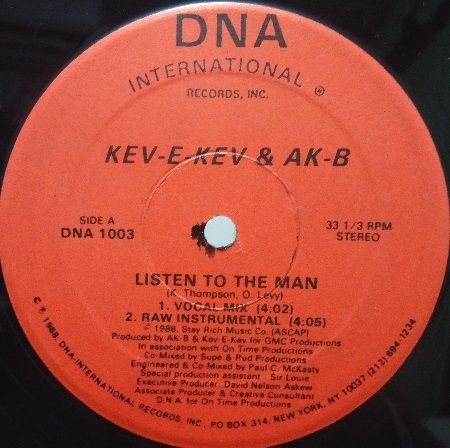 DNA
INTERNATIONAL ®
RECORDS, INC.
KEV-E-KEV & AK-B
SIDE A
DNA 1003
33 1/3 RPM
STEREO
LISTEN TO THE MAN
(K. Thompson, O. Levy)
1. VOCAL MIX (4:02)
2. RAW INSTRUMENTAL (4:05)
© 1988, Stay Rich Music Co. (ASCAP)
Produced by AK-B & Kev-E-Kev for GMC Productions
In association with On Time Productions
Co-Mixed by Supe & Rud Productions
Engineered & Co-Mixed by Paul C. McKasty
Special production assistant - Sir Louie
Executive Producer: David Nelson Askew
Associate Producer & Creative Consultant
D.N.A. for On Time Productions
© ℗ 1988, DNA-INTERNATIONAL RECORDS, INC., PO BOX 314, NEW YORK, N.Y. 10037 (212) 694-1234